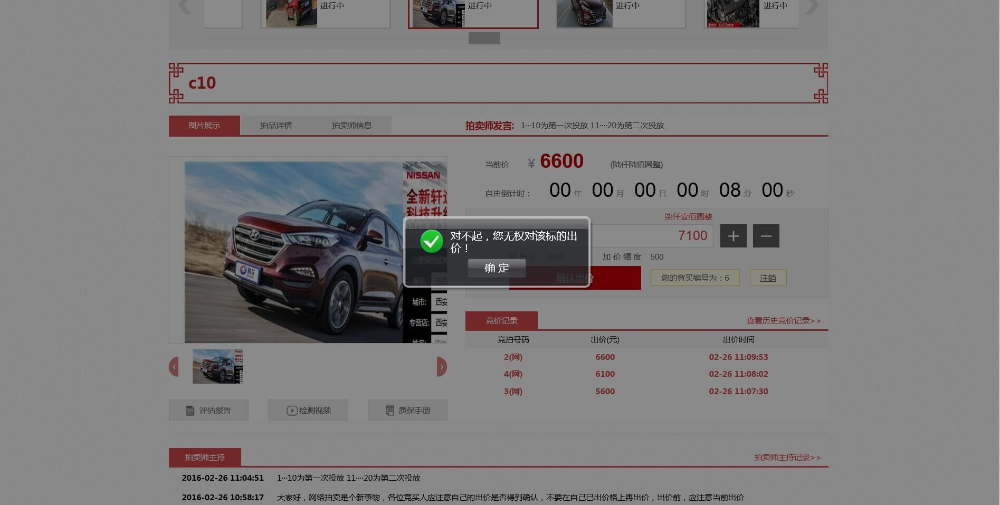 进行中
进行中
进行中
进行中
c10
图片展示 拍品详情 拍卖师信息
拍卖师发言: 1···10为第一次投放 11····20为第二次投放
当前价 ¥ 6600 (陆仟陆佰圆整)
自由倒计时： 00 年 00 月 00 日 00 时 08 分 00 秒
NISSAN
全新轩逸
科技升级
柒仟壹佰圆整
7100
对不起，您无权对该标的出
价！
确 定
起 拍 价 5600 加 价 幅 度 500
确认出价 您的竞买编号为：6 注销
注册预约试驾
省份:
城市: 西安
专营店: 西安
易车
竞价记录 查看历史竞价记录>>
竞拍号码 出价(元) 出价时间
2(网) 6600 02-26 11:09:53
4(网) 6100 02-26 11:08:02
3(网) 5600 02-26 11:07:30
评估报告 检测视频 质保手册
拍卖师主持 拍卖师主持记录>>
2016-02-26 11:04:51 1···10为第一次投放 11····20为第二次投放
2016-02-26 10:58:17 大家好，网络拍卖是个新事物，各位竞买人应注意自己的出价是否得到确认，不要在自己已出价格上再出价，出价前，应注意当前出价